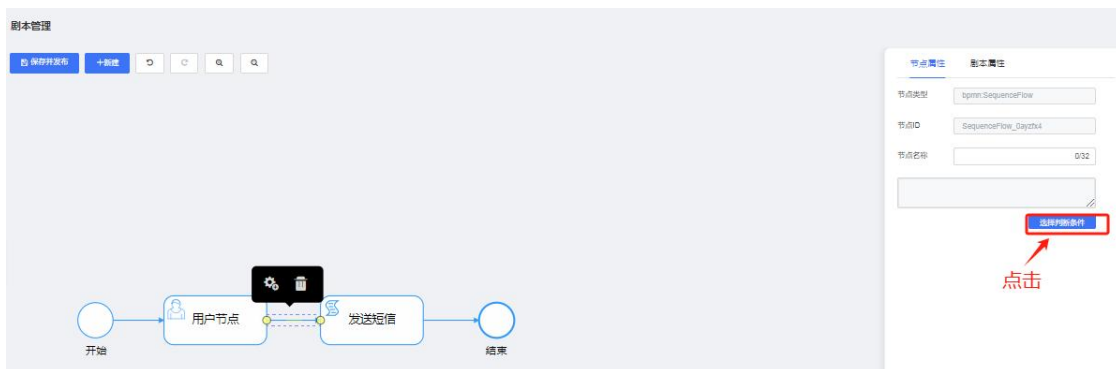 剧本管理
保存并发布
+新建
节点属性
剧本属性
节点类型
bpmn:SequenceFlow
节点ID
SequenceFlow_0ayzfx4
节点名称
0/32
选择判断条件
点击
用户节点
发送短信
开始
结束